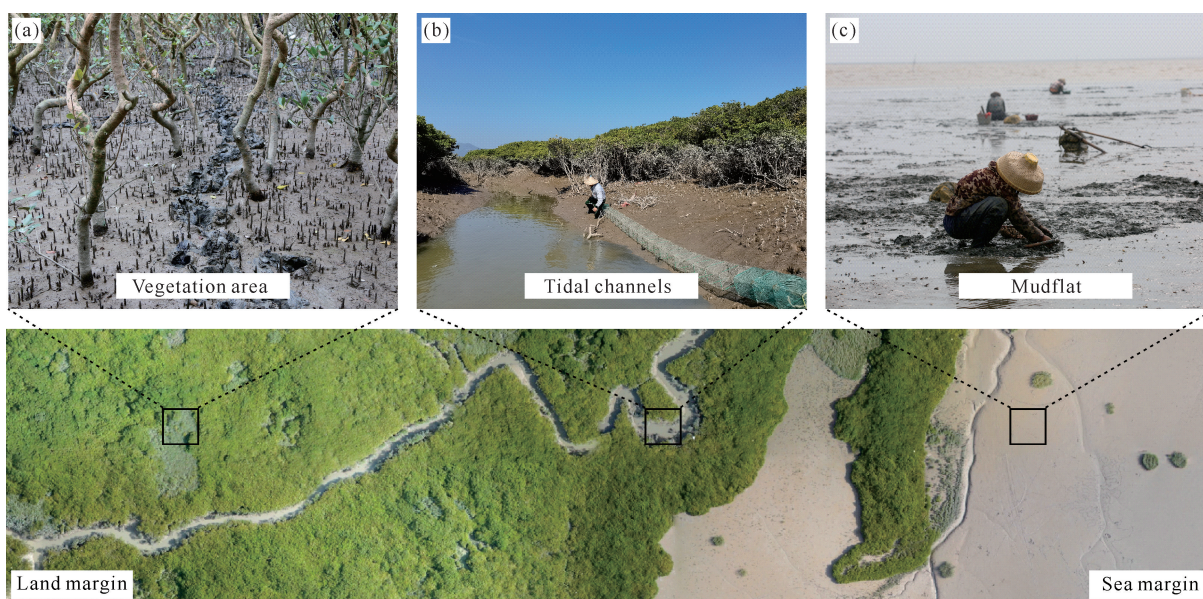 (a)
(b)
(c)
Vegetation area
Tidal channels
Mudflat
Land margin
Sea margin